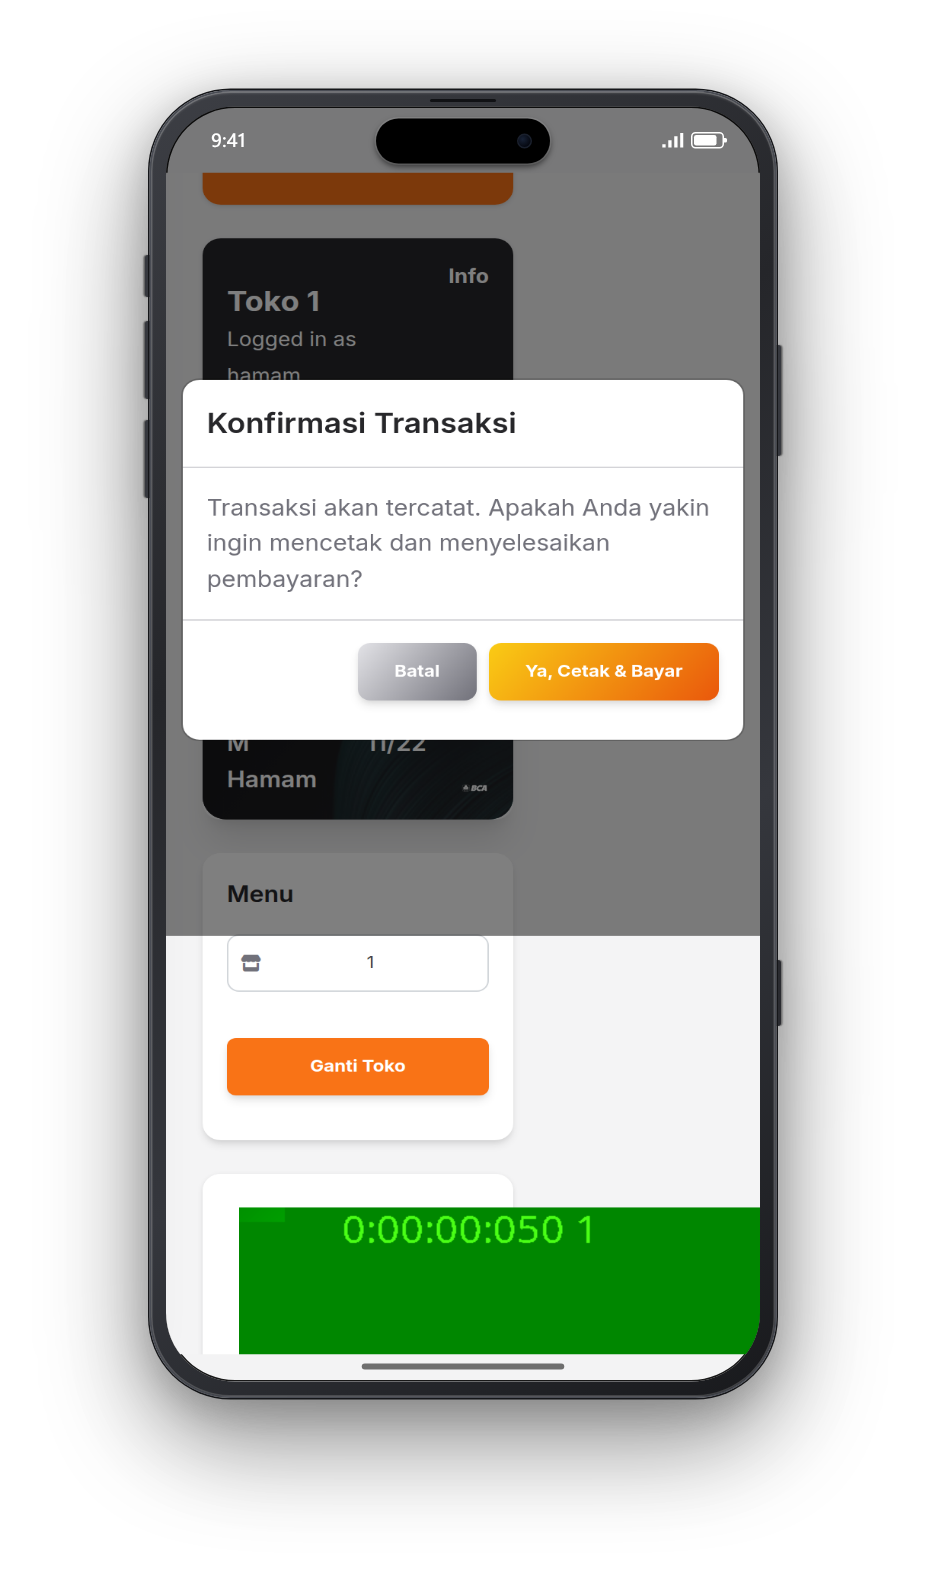 9:41
Info
Toko 1
Logged in as
hamam
Konfirmasi Transaksi
Transaksi akan tercatat. Apakah Anda yakin
ingin mencetak dan menyelesaikan
pembayaran?
Batal
Ya, Cetak & Bayar
M 11/22
Hamam
BCA
Menu
1
Ganti Toko
0:00:00:050 1